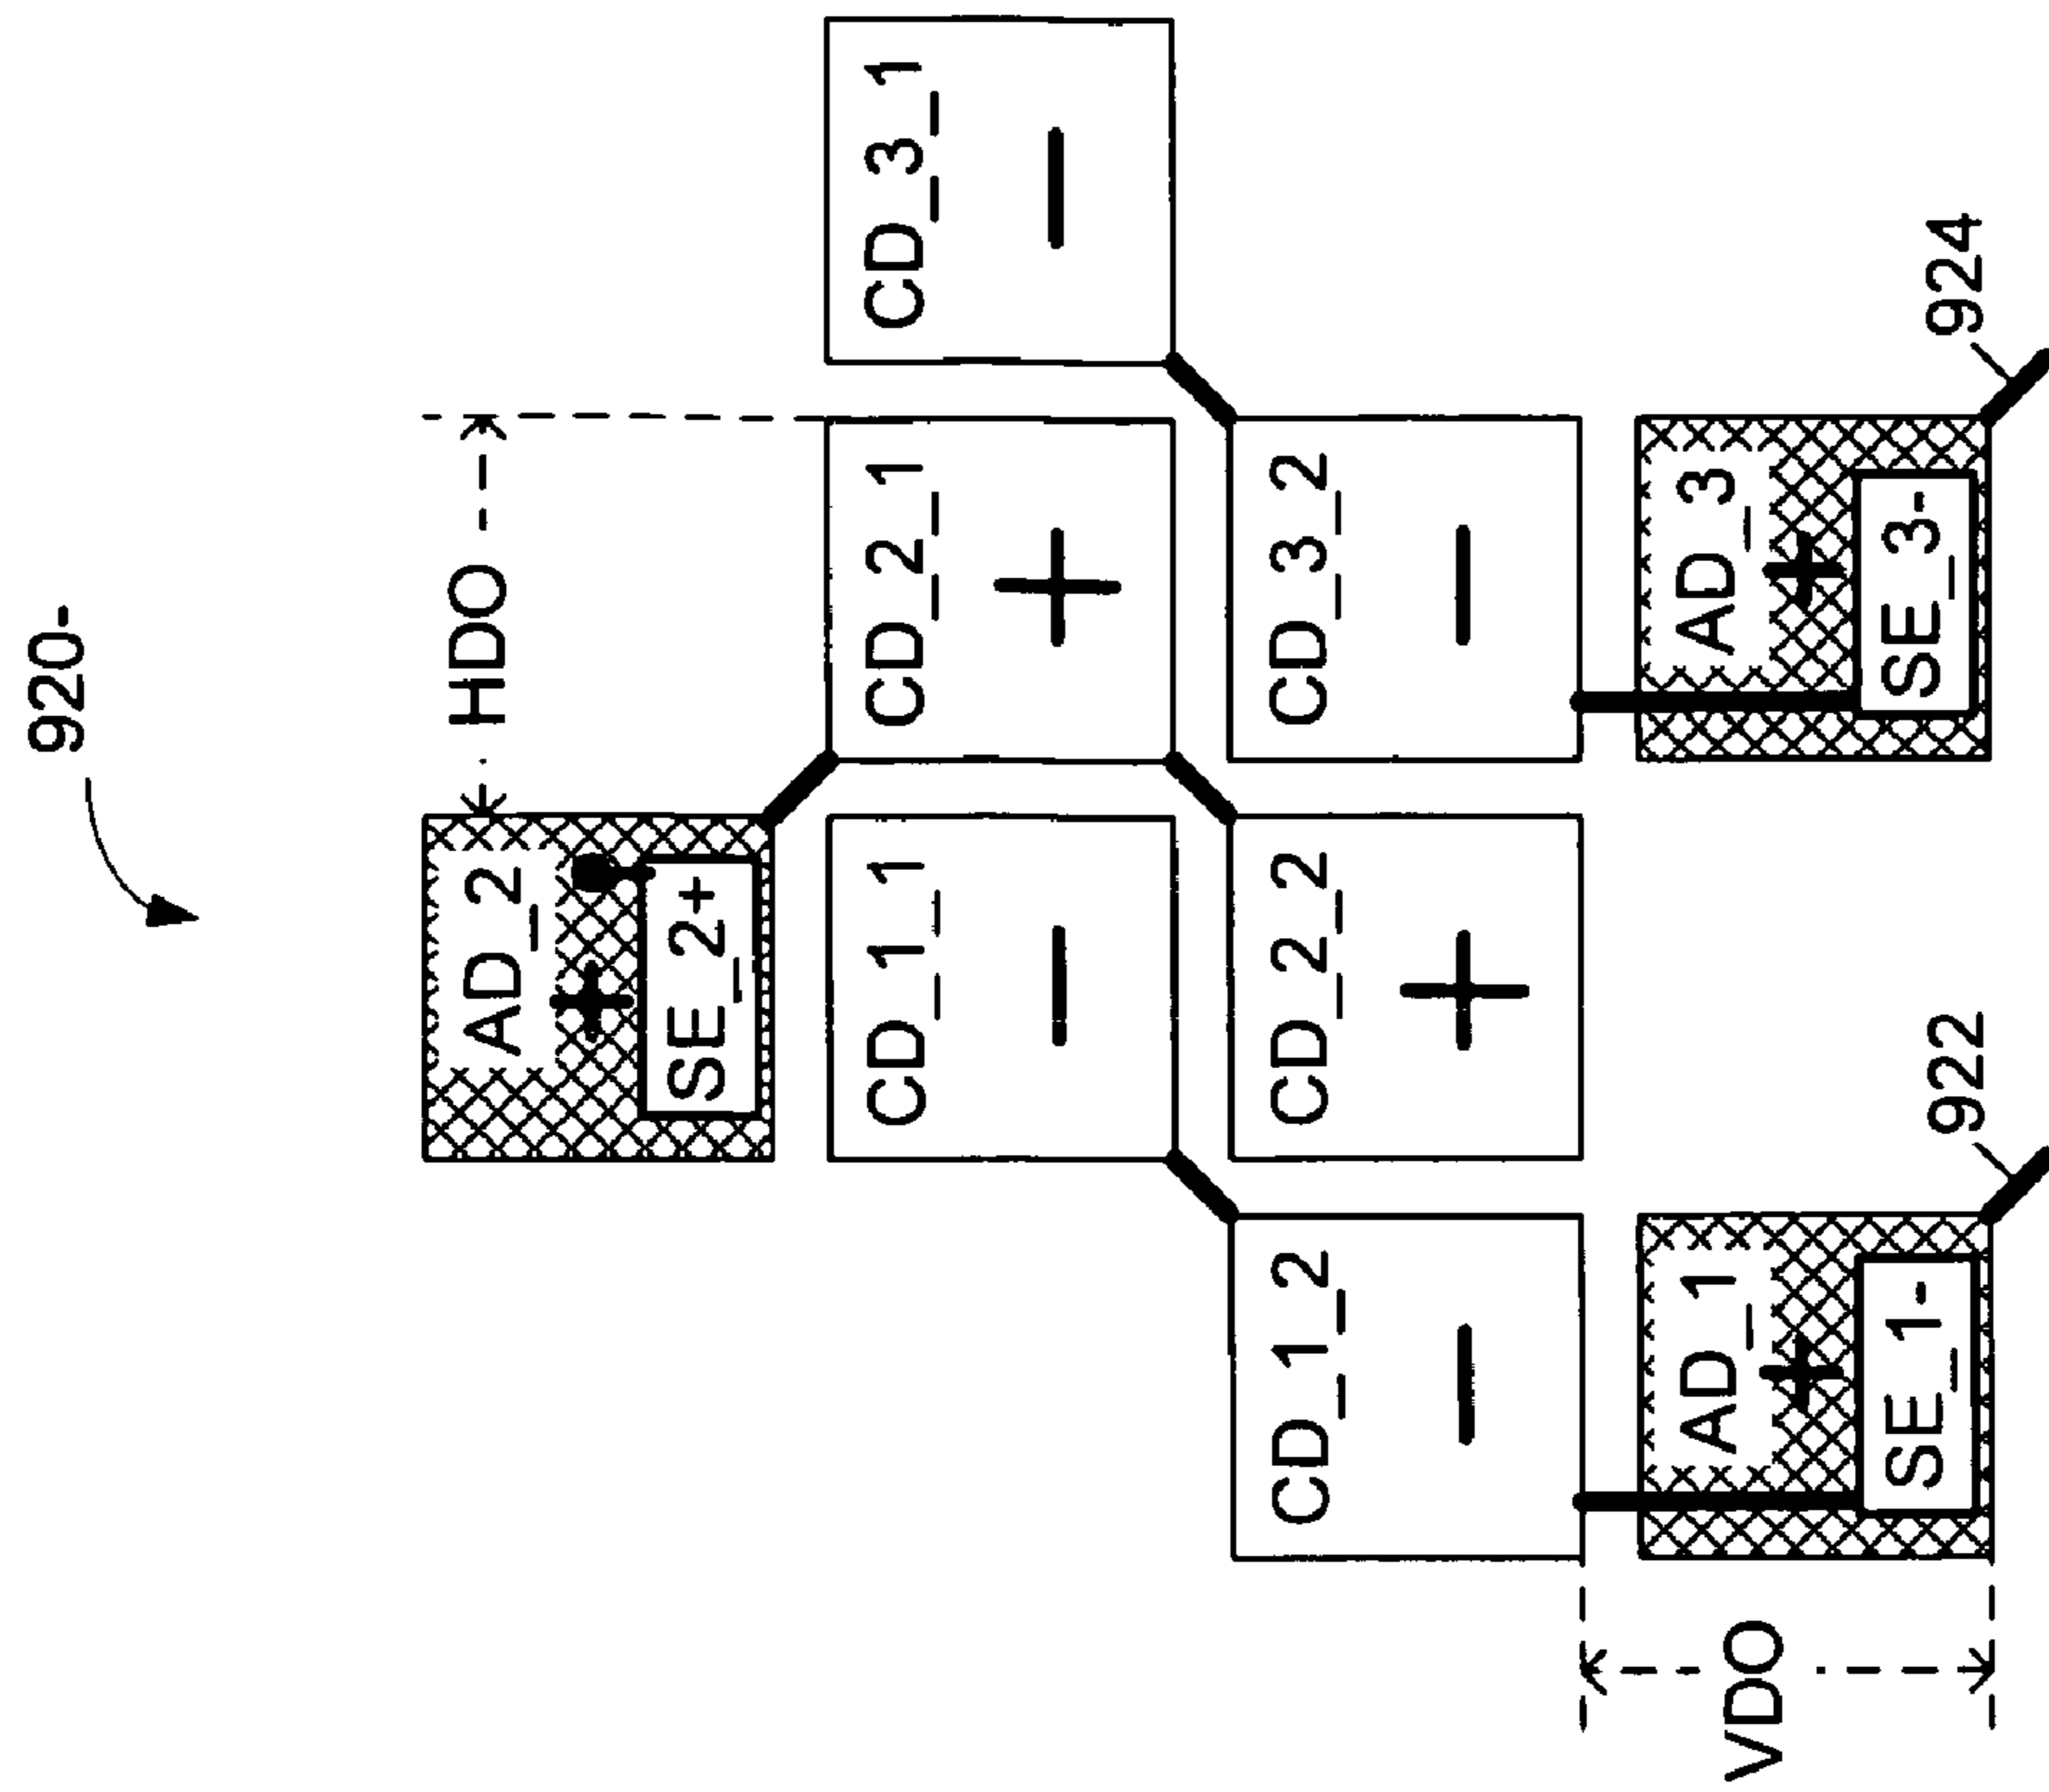 920-
AD_2
HDO
+
SE_2+
CD_1_1
CD_2_1
CD_3_1
−
+
−
CD_1_2
CD_2_2
CD_3_2
−
+
−
VDO
AD_1
AD_3
+
+
SE_1-
922
SE_3-
924